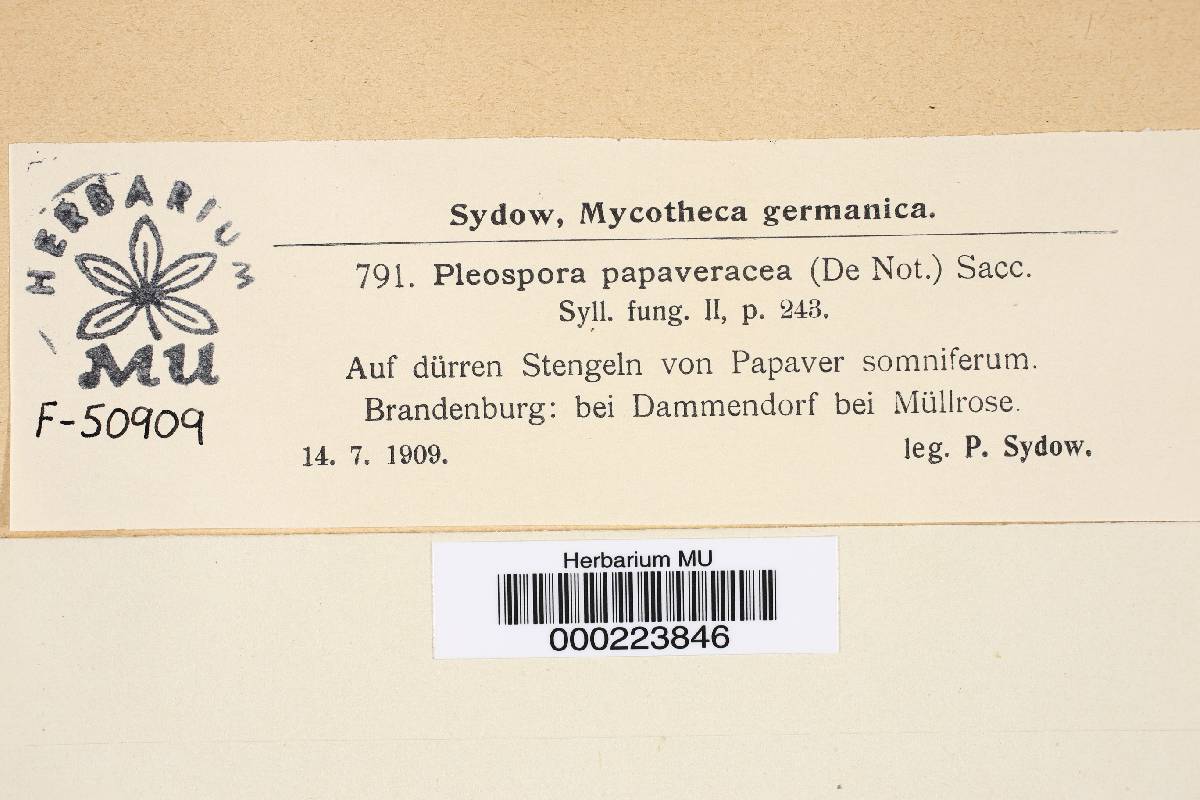 HERBARIUM
MU
F-50909
Sydow, Mycotheca germanica.
791. Pleospora papaveracea (De Not.) Sacc.
Syll. fung. II, p. 243.
Auf dürren Stengeln von Papaver somniferum.
Brandenburg: bei Dammendorf bei Müllrose.
14. 7. 1909.
leg. P. Sydow.
Herbarium MU
000223846